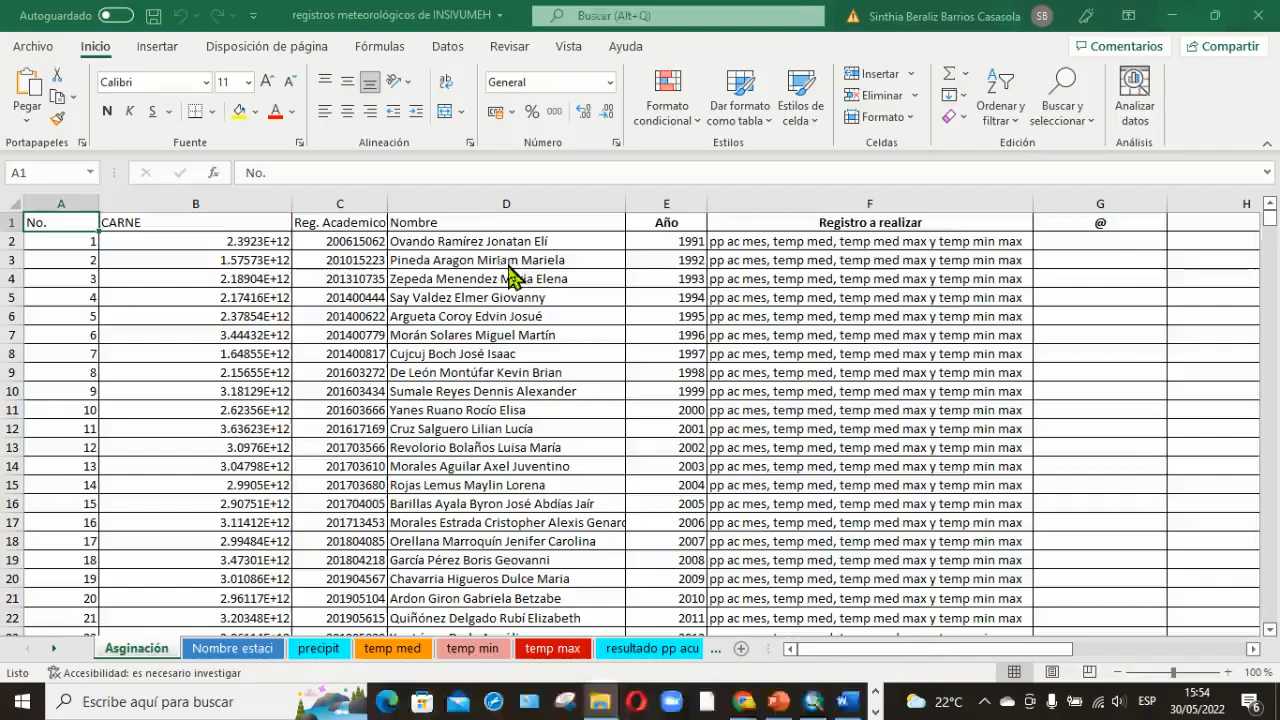 Autoguardado
registros meteorológicos de INSIVUMEH
Buscar (Alt+Q)
Sinthia Beraliz Barrios Casasola SB
Archivo Inicio Insertar Disposición de página Fórmulas Datos Revisar Vista Ayuda Comentarios Compartir
Pegar
Calibri 11
N K S
General
Formato condicional
Dar formato como tabla
Estilos de celda
Insertar
Eliminar
Formato
Ordenar y filtrar
Buscar y seleccionar
Analizar datos
Portapapeles Fuente Alineación Número Estilos Celdas Edición Análisis
A1 fx No.
A B C D E F G H
1 No. CARNE Reg. Academico Nombre Año Registro a realizar @
2 1 2.3923E+12 200615062 Ovando Ramírez Jonatan Elí 1991 pp ac mes, temp med, temp med max y temp min max
3 2 1.57573E+12 201015223 Pineda Aragon Miriam Mariela 1992 pp ac mes, temp med, temp med max y temp min max
4 3 2.18904E+12 201310735 Zepeda Menendez Elena 1993 pp ac mes, temp med, temp med max y temp min max
5 4 2.17416E+12 201400444 Say Valdez Elmer Giovanny 1994 pp ac mes, temp med, temp med max y temp min max
6 5 2.37854E+12 201400622 Argueta Coroy Edvin Josué 1995 pp ac mes, temp med, temp med max y temp min max
7 6 3.44432E+12 201400779 Morán Solares Miguel Martín 1996 pp ac mes, temp med, temp med max y temp min max
8 7 1.64855E+12 201400817 Cujcuj Boch José Isaac 1997 pp ac mes, temp med, temp med max y temp min max
9 8 2.15655E+12 201603272 De León Montúfar Kevin Brian 1998 pp ac mes, temp med, temp med max y temp min max
10 9 3.18129E+12 201603434 Sumale Reyes Dennis Alexander 1999 pp ac mes, temp med, temp med max y temp min max
11 10 2.62356E+12 201603666 Yanes Ruano Rocío Elisa 2000 pp ac mes, temp med, temp med max y temp min max
12 11 3.63623E+12 201617169 Cruz Salguero Lilian Lucía 2001 pp ac mes, temp med, temp med max y temp min max
13 12 3.0976E+12 201703566 Revolorio Bolaños Luisa María 2002 pp ac mes, temp med, temp med max y temp min max
14 13 3.04798E+12 201703610 Morales Aguilar Axel Juventino 2003 pp ac mes, temp med, temp med max y temp min max
15 14 2.9905E+12 201703680 Rojas Lemus Maylin Lorena 2004 pp ac mes, temp med, temp med max y temp min max
16 15 2.90751E+12 201704005 Barillas Ayala Byron José Abdías Jaír 2005 pp ac mes, temp med, temp med max y temp min max
17 16 3.11412E+12 201713453 Morales Estrada Cristopher Alexis Genaro 2006 pp ac mes, temp med, temp med max y temp min max
18 17 2.99484E+12 201804085 Orellana Marroquín Jenifer Carolina 2007 pp ac mes, temp med, temp med max y temp min max
19 18 3.47301E+12 201804218 García Pérez Boris Geovanni 2008 pp ac mes, temp med, temp med max y temp min max
20 19 3.01086E+12 201904567 Chavarria Higueros Dulce Maria 2009 pp ac mes, temp med, temp med max y temp min max
21 20 2.96117E+12 201905104 Ardon Giron Gabriela Betzabe 2010 pp ac mes, temp med, temp med max y temp min max
22 21 3.20348E+12 201905615 Quiñónez Delgado Rubí Elizabeth 2011 pp ac mes, temp med, temp med max y temp min max
Asginación Nombre estaci precipit temp med temp min temp max resultado pp acu ...
Listo Accesibilidad: es necesario investigar 100 %
Escribe aquí para buscar 22°C ESP 15:54
30/05/2022 6